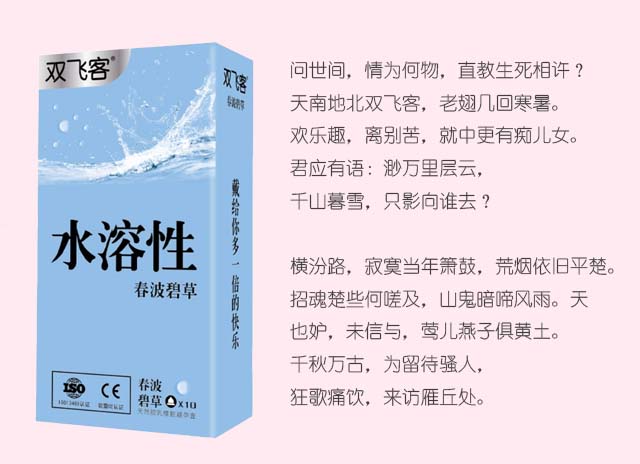 双飞客
水溶性
春波碧草
戴给你多一倍的快乐
双飞客
春波碧草
ISO
CE
春波
碧草
x10
问世间，情为何物，直教生死相许？
天南地北双飞客，老翅几回寒暑。
欢乐趣，离别苦，就中更有痴儿女。
君应有语：渺万里层云，
千山暮雪，只影向谁去？
横汾路，寂寞当年箫鼓，荒烟依旧平楚。
招魂楚些何嗟及，山鬼暗啼风雨。天
也妒，未信与，莺儿燕子俱黄土。
千秋万古，为留待骚人，
狂歌痛饮，来访雁丘处。